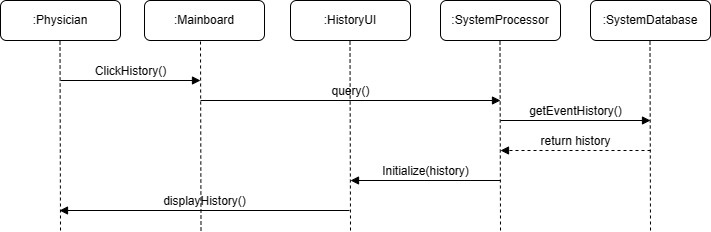 :Physician
:Mainboard
:HistoryUI
:SystemProcessor
:SystemDatabase
ClickHistory()
query()
getEventHistory()
return history
Initialize(history)
displayHistory()